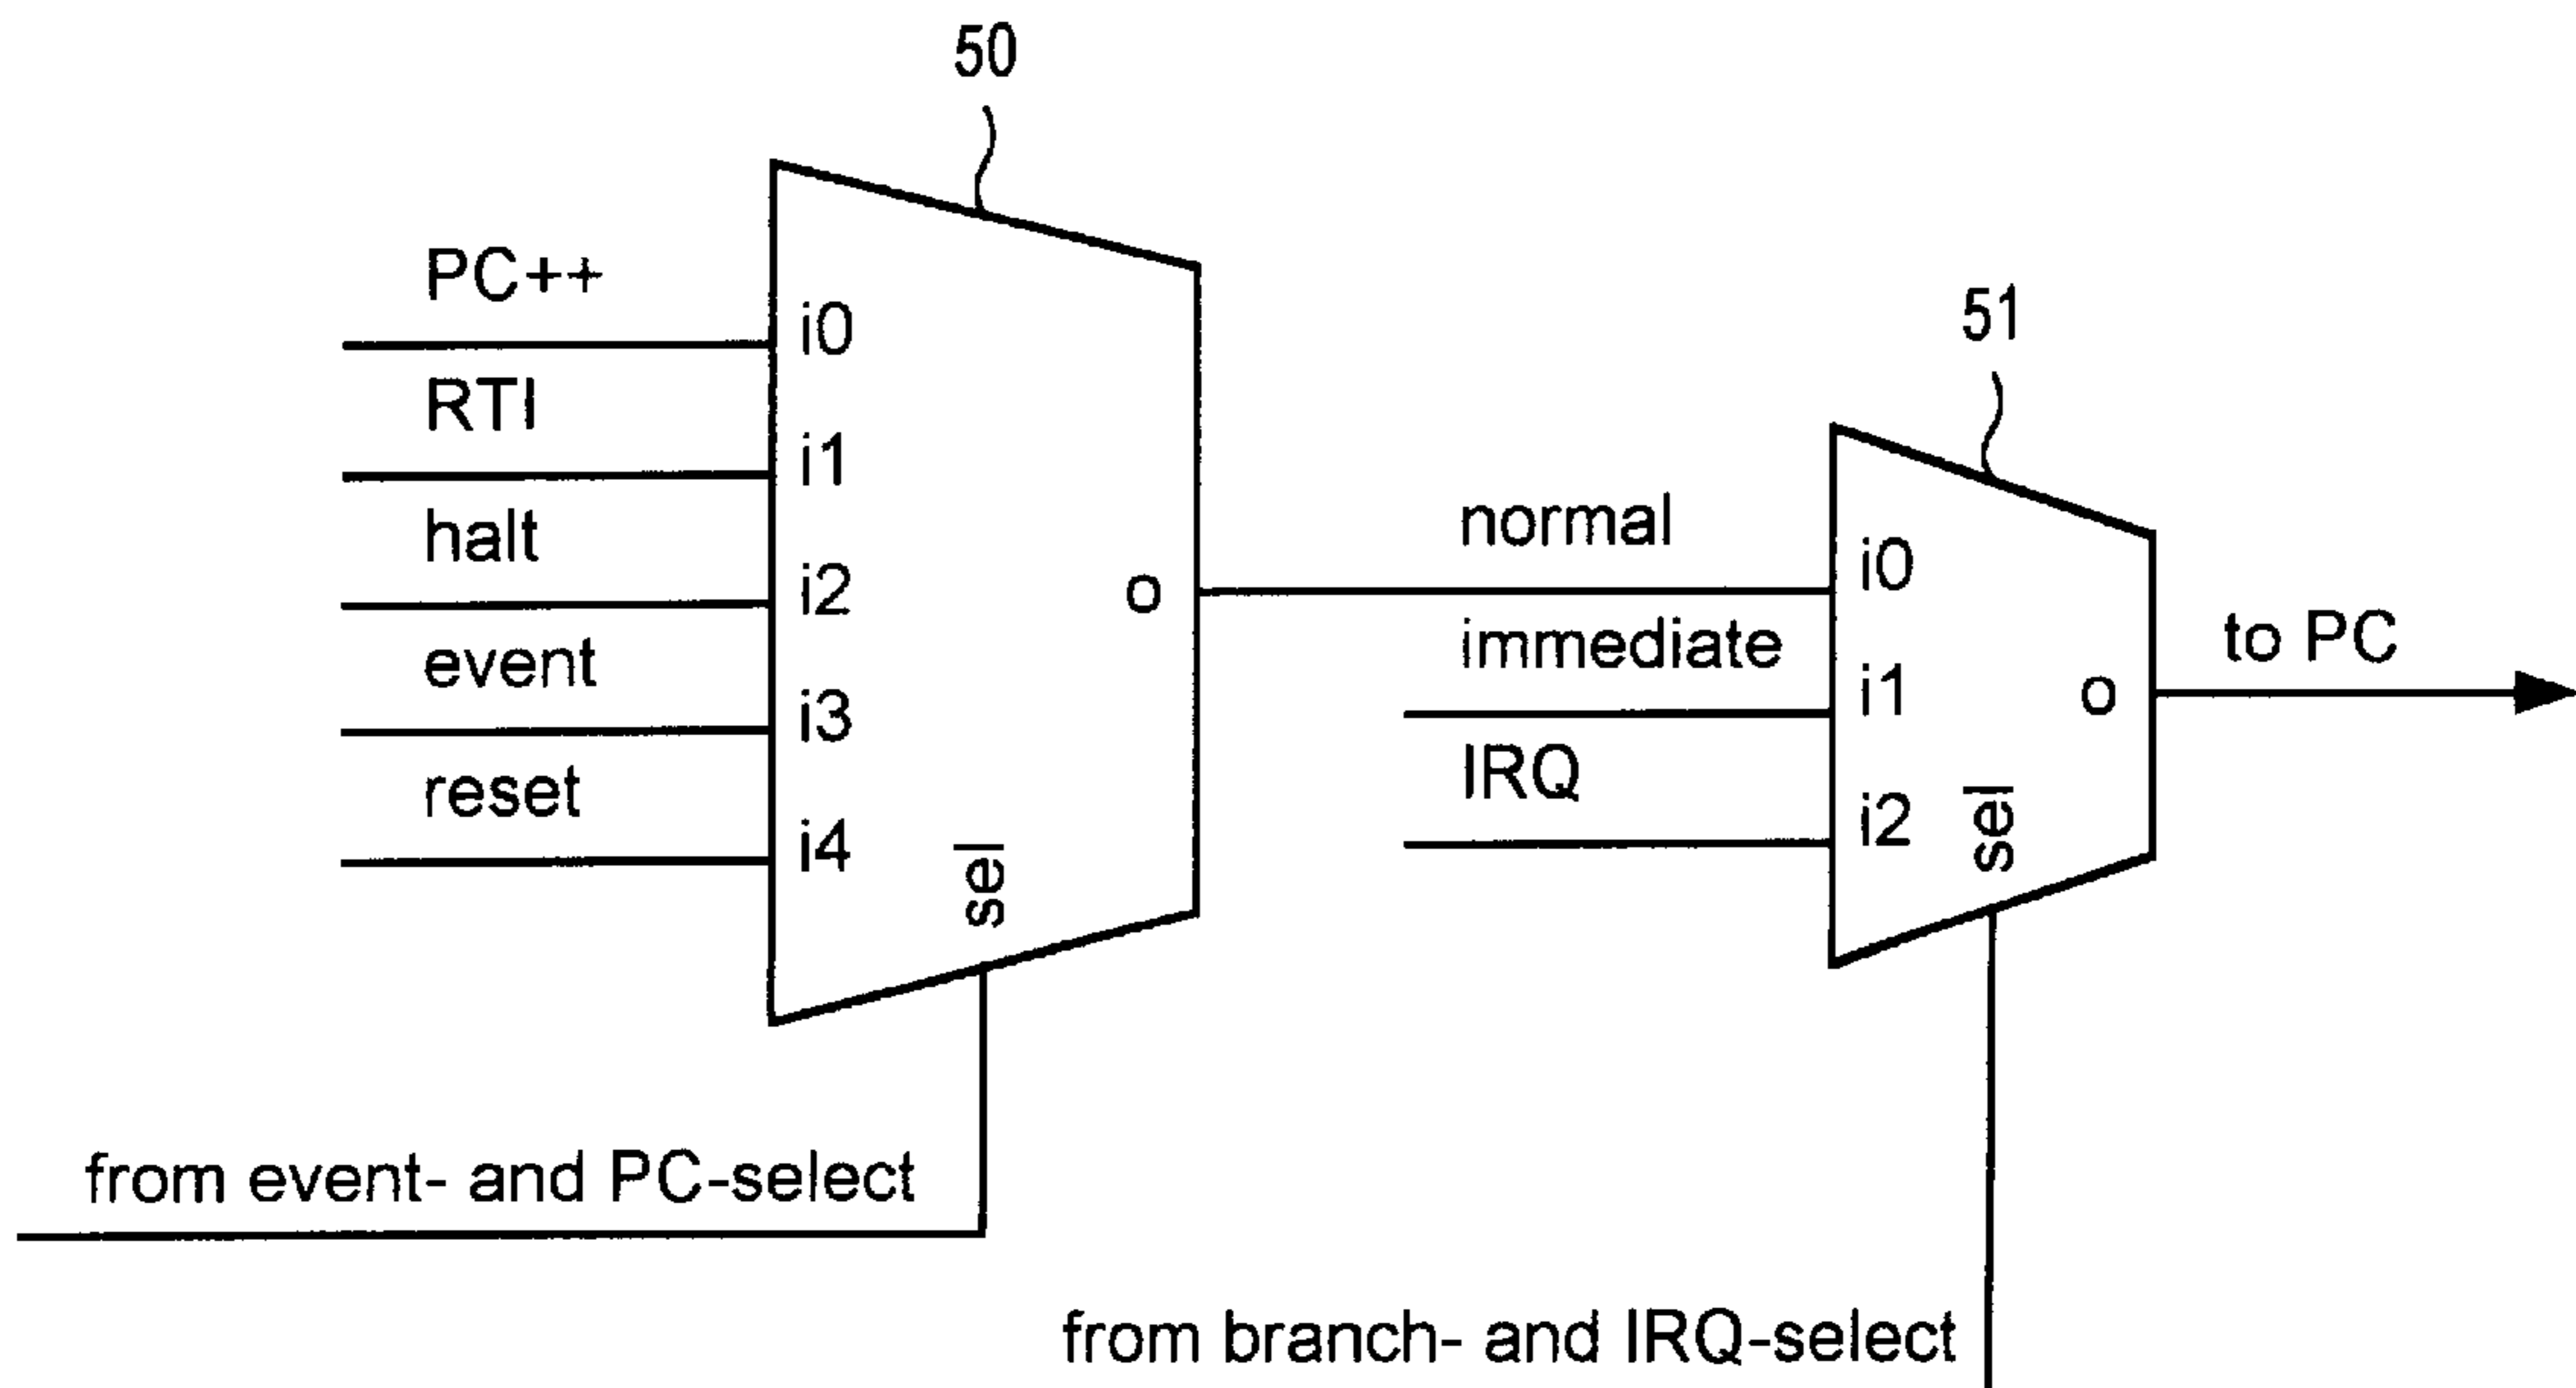 50
PC++
i0
RTI
i1
halt
i2
event
i3
reset
i4
o
sel
from event- and PC-select
51
normal
i0
immediate
i1
IRQ
i2
o
sel
to PC
from branch- and IRQ-select